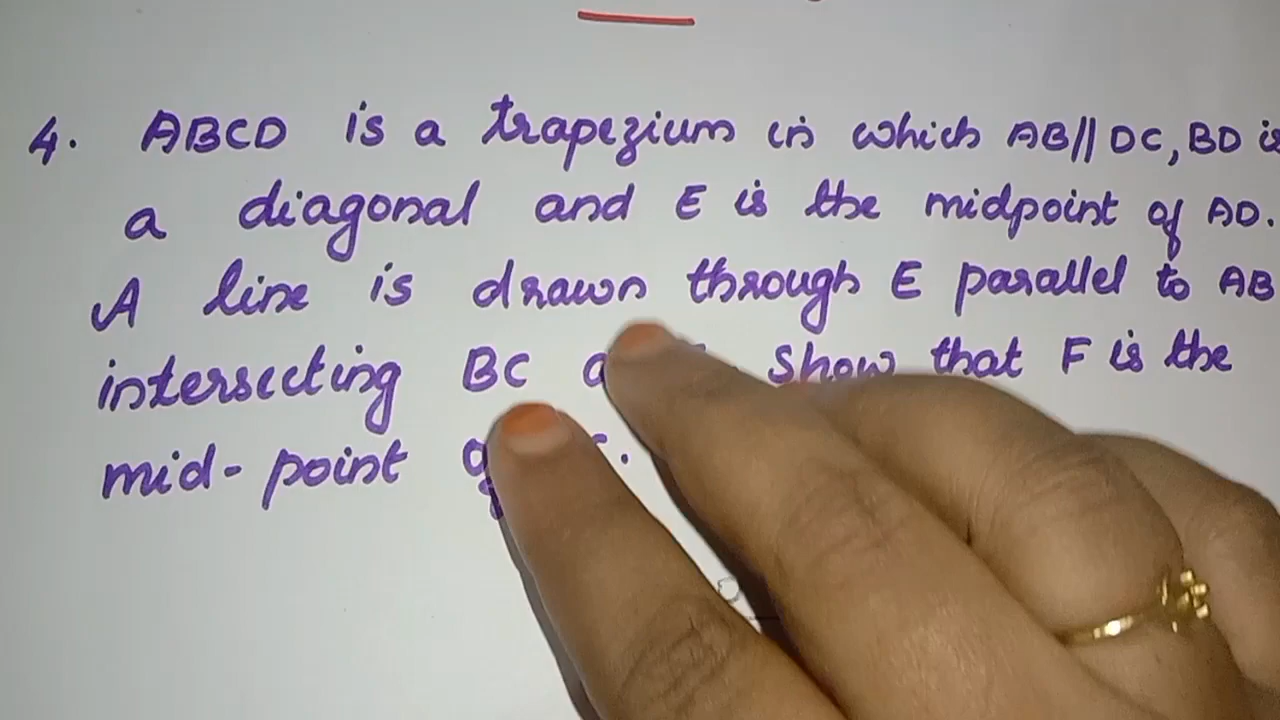 4. ABCD is a trapezium in which AB || DC, BD is
a diagonal and E is the midpoint of AD.
A line is drawn through E parallel to AB
intersecting BC show that F is the
mid-point